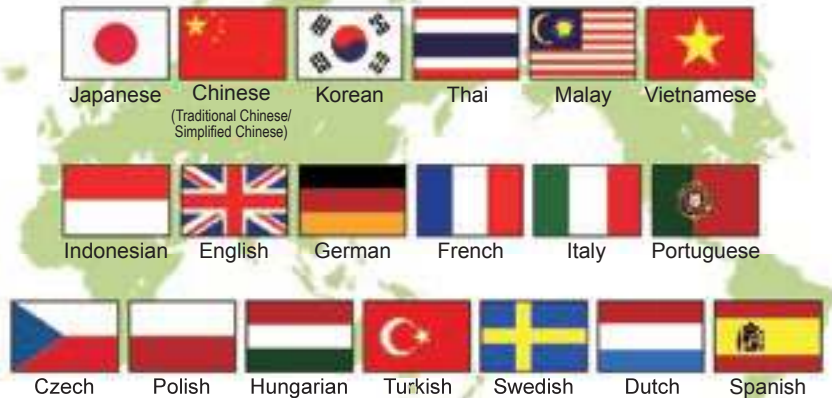 Japanese Chinese Korean Thai Malay Vietnamese
(Traditional Chinese/
Simplified Chinese)
Indonesian English German French Italy Portuguese
Czech Polish Hungarian Turkish Swedish Dutch Spanish